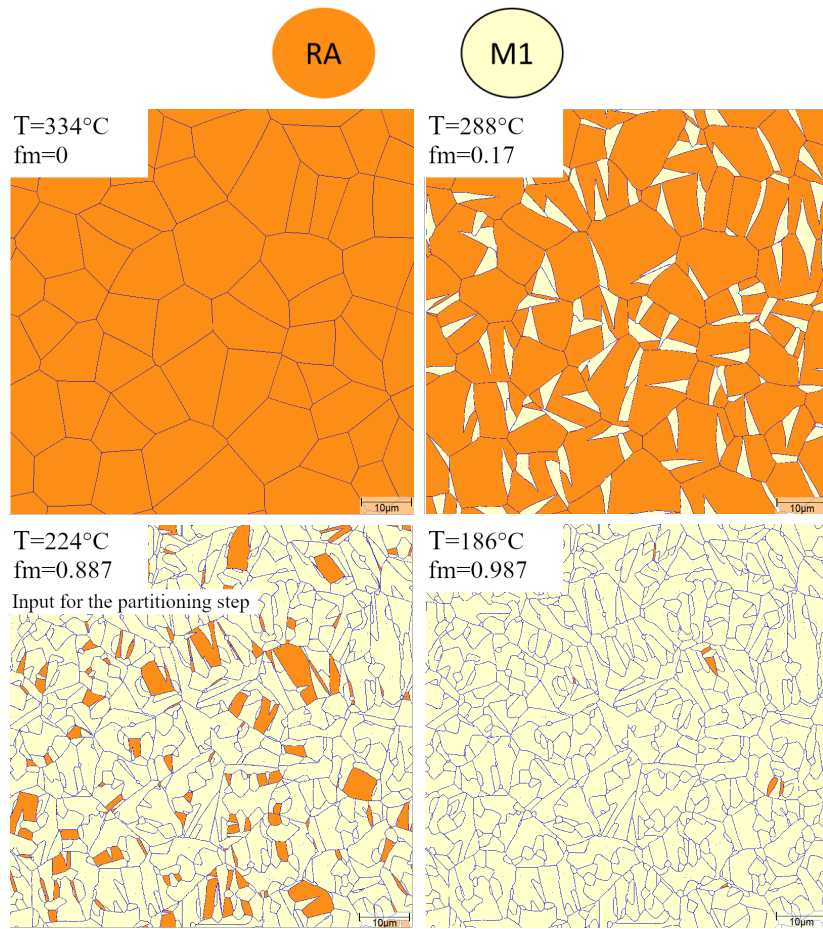 RA
M1
T=334°C
fm=0
T=288°C
fm=0.17
10μm
10μm
T=224°C
fm=0.887
Input for the partitioning step
T=186°C
fm=0.987
10μm
10μm